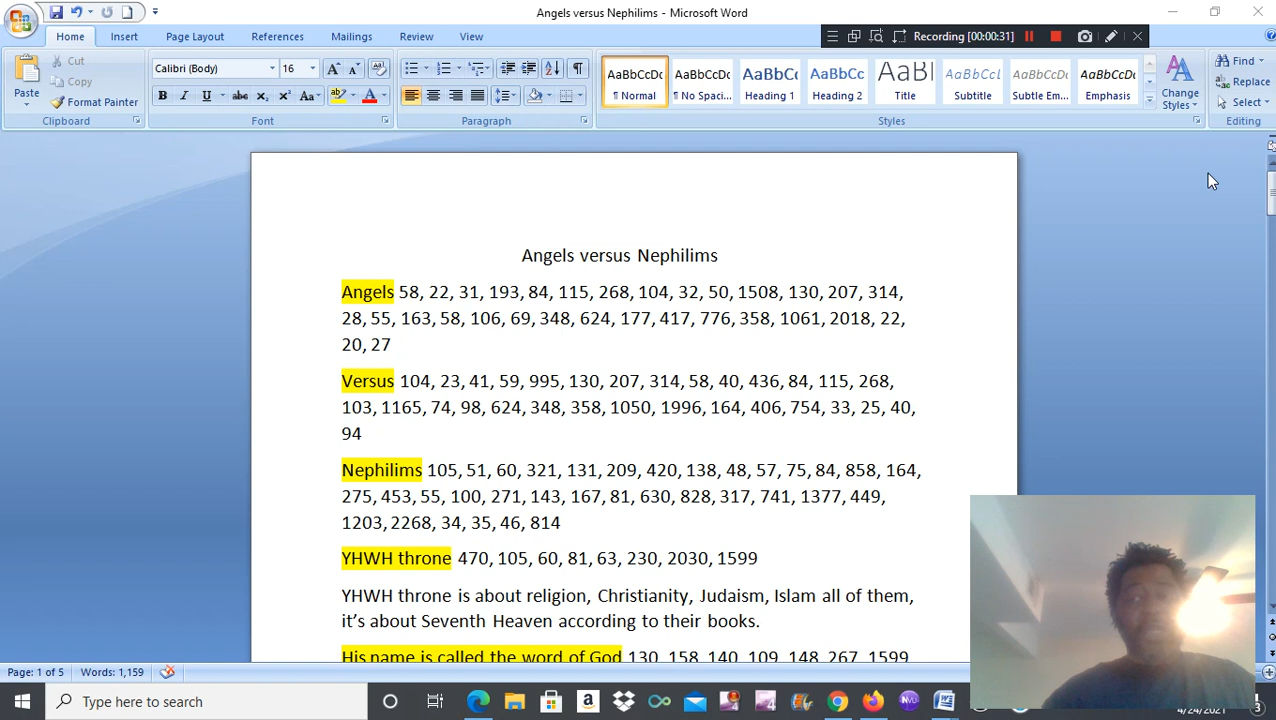 Angels versus Nephilims - Microsoft Word
Home Insert Page Layout References Mailings Review View
Recording [00:00:31]
Cut
Copy
Format Painter
Paste
Clipboard
Calibri (Body) 16
Font
Paragraph
AaBbCcDc AaBbCcDc AaBbCc AaBbCc AaBl AaBbCcL AaBbCcDc AaBbCcDc
¶ Normal ¶ No Spaci... Heading 1 Heading 2 Title Subtitle Subtle Em... Emphasis
Styles
Change Styles
Find
Replace
Select
Editing
Angels versus Nephilims
Angels 58, 22, 31, 193, 84, 115, 268, 104, 32, 50, 1508, 130, 207, 314,
28, 55, 163, 58, 106, 69, 348, 624, 177, 417, 776, 358, 1061, 2018, 22,
20, 27
Versus 104, 23, 41, 59, 995, 130, 207, 314, 58, 40, 436, 84, 115, 268,
103, 1165, 74, 98, 624, 348, 358, 1050, 1996, 164, 406, 754, 33, 25, 40,
94
Nephilims 105, 51, 60, 321, 131, 209, 420, 138, 48, 57, 75, 84, 858, 164,
275, 453, 55, 100, 271, 143, 167, 81, 630, 828, 317, 741, 1377, 449,
1203, 2268, 34, 35, 46, 814
YHWH throne 470, 105, 60, 81, 63, 230, 2030, 1599
YHWH throne is about religion, Christianity, Judaism, Islam all of them,
it's about Seventh Heaven according to their books.
His name is called the word of God 130, 158, 140, 109, 148, 267, 1599
Page: 1 of 5 Words: 1,159
Type here to search
4/24/2021